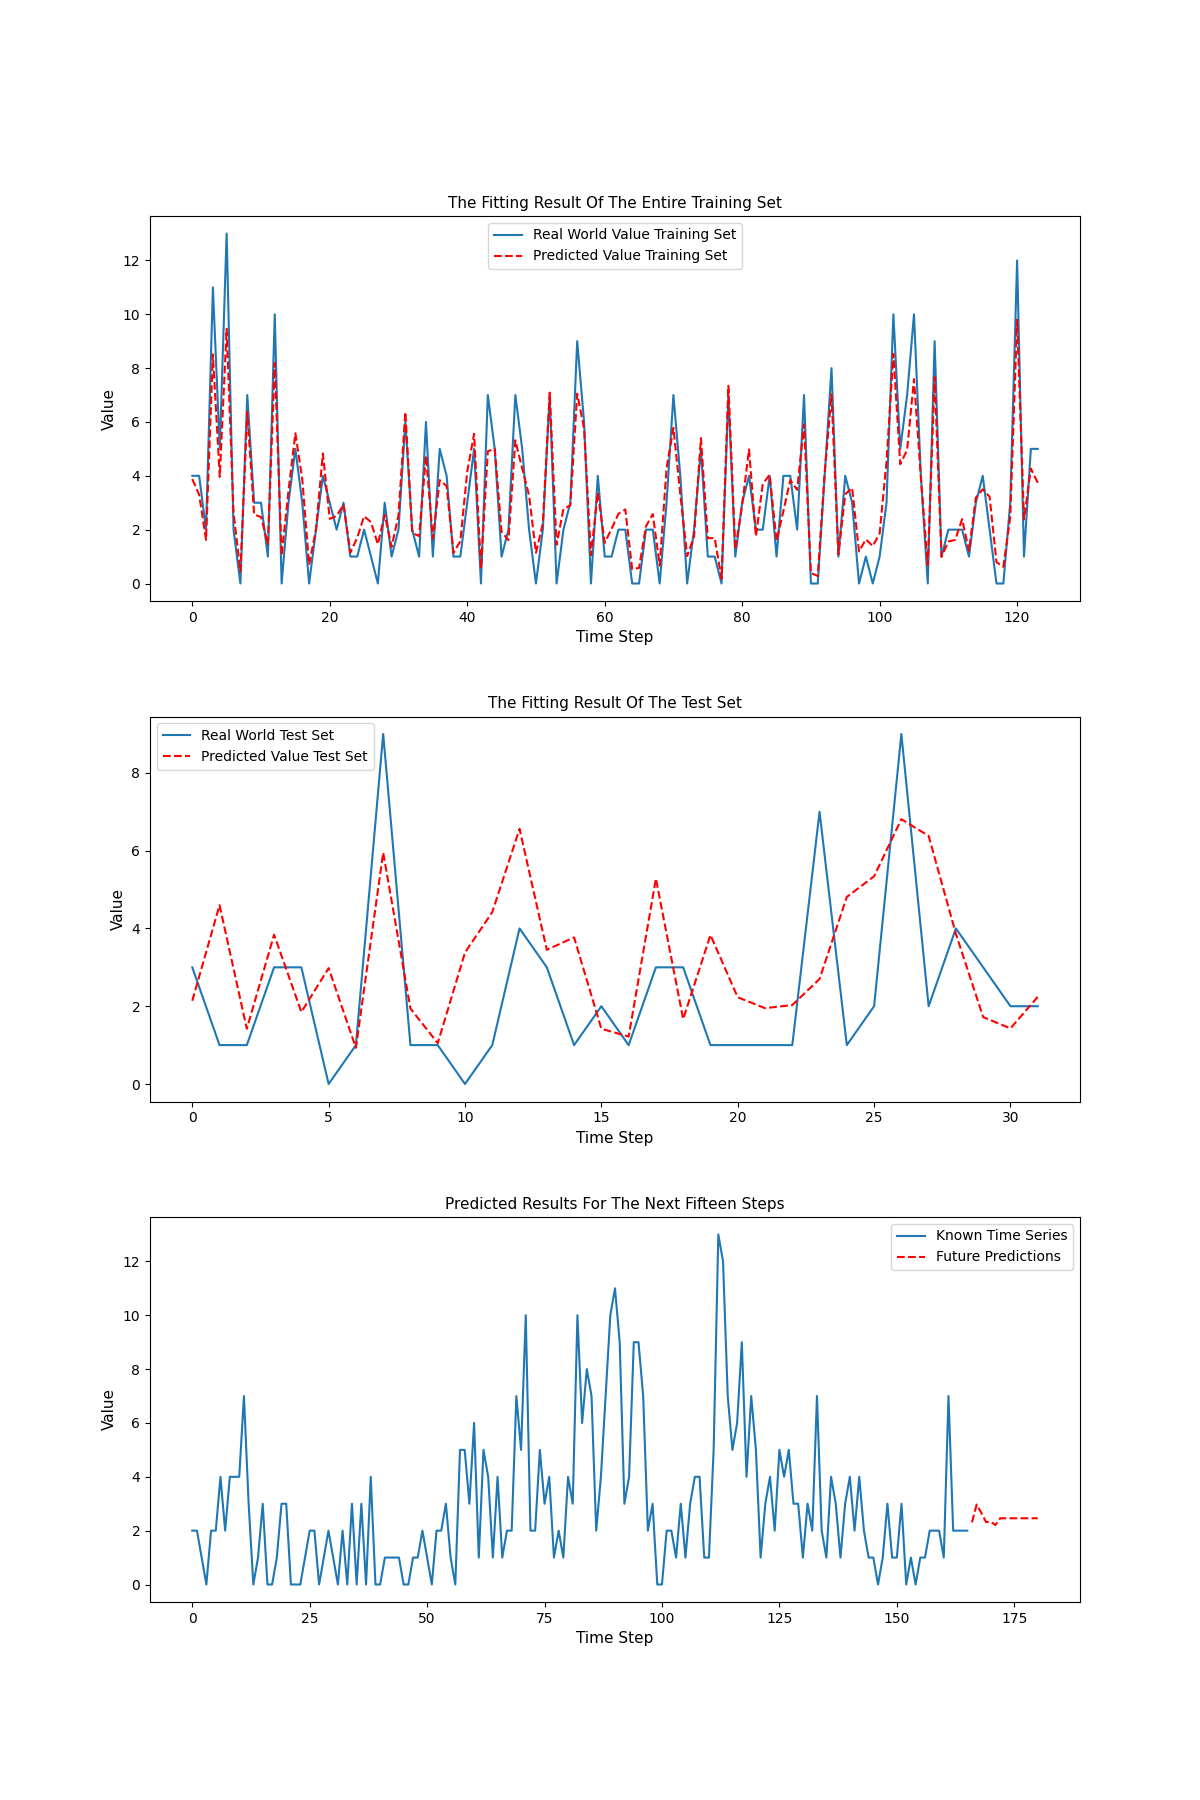 The Fitting Result Of The Entire Training Set
Real World Value Training Set
Predicted Value Training Set
Value
12
10
8
6
4
2
0
0 20 40 60 80 100 120
Time Step
The Fitting Result Of The Test Set
Real World Test Set
Predicted Value Test Set
Value
8
6
4
2
0
0 5 10 15 20 25 30
Time Step
Predicted Results For The Next Fifteen Steps
Known Time Series
Future Predictions
Value
12
10
8
6
4
2
0
0 25 50 75 100 125 150 175
Time Step